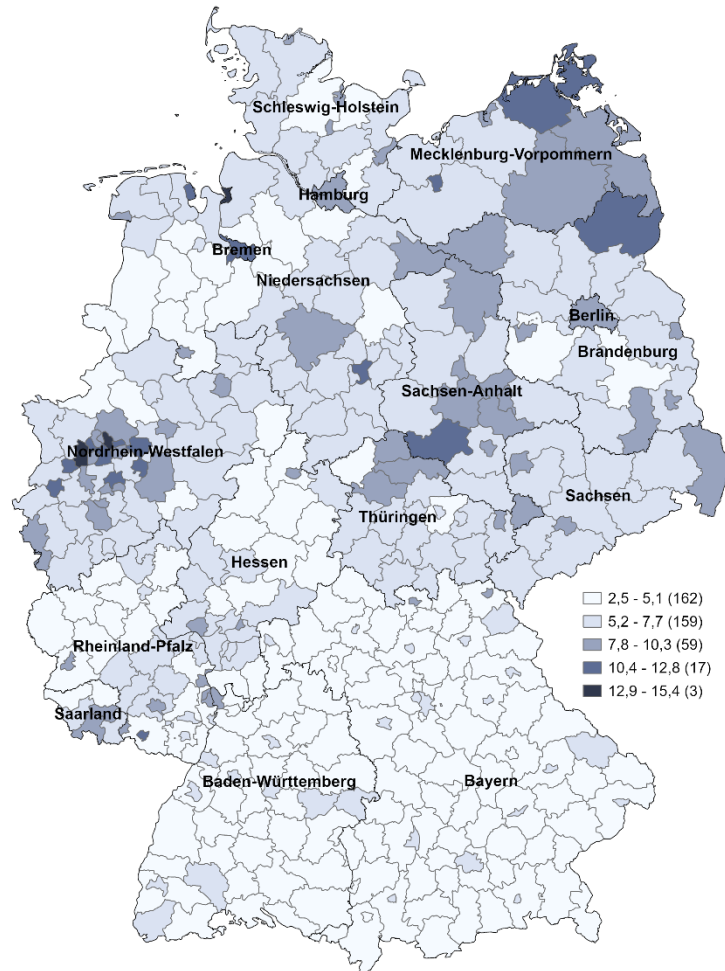 Schleswig-Holstein
Mecklenburg-Vorpommern
Hamburg
Bremen
Niedersachsen
Berlin
Brandenburg
Sachsen-Anhalt
Nordrhein-Westfalen
Sachsen
Thüringen
Hessen
2,5 - 5,1 (162)
5,2 - 7,7 (159)
7,8 - 10,3 (59)
10,4 - 12,8 (17)
12,9 - 15,4 (3)
Rheinland-Pfalz
Saarland
Baden-Württemberg
Bayern